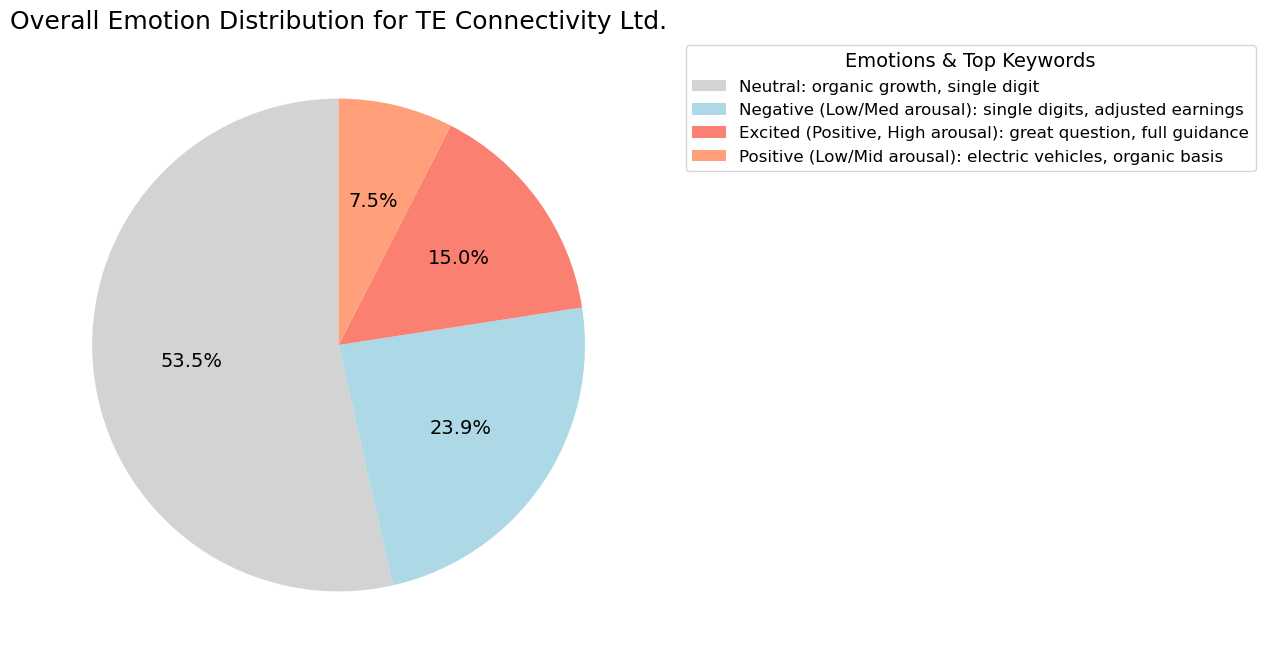 Overall Emotion Distribution for TE Connectivity Ltd.
Emotions & Top Keywords
Neutral: organic growth, single digit
Negative (Low/Med arousal): single digits, adjusted earnings
Excited (Positive, High arousal): great question, full guidance
Positive (Low/Mid arousal): electric vehicles, organic basis
7.5%
15.0%
53.5%
23.9%